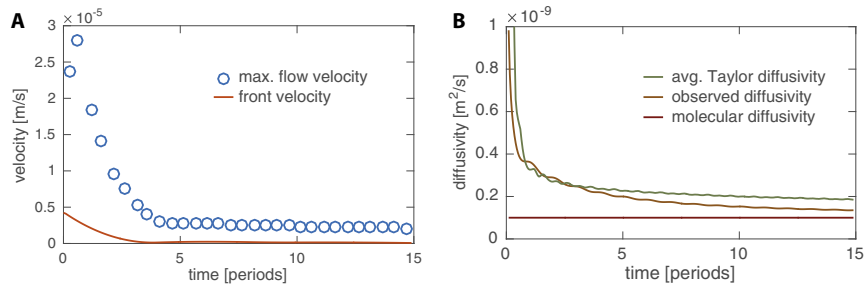 A
× 10^-5
3
2.5
2
1.5
1
0.5
0
velocity [m/s]
max. flow velocity
front velocity
0 5 10 15
time [periods]
B
× 10^-9
1
0.8
0.6
0.4
0.2
0
diffusivity [m²/s]
avg. Taylor diffusivity
observed diffusivity
molecular diffusivity
5 10 15
time [periods]